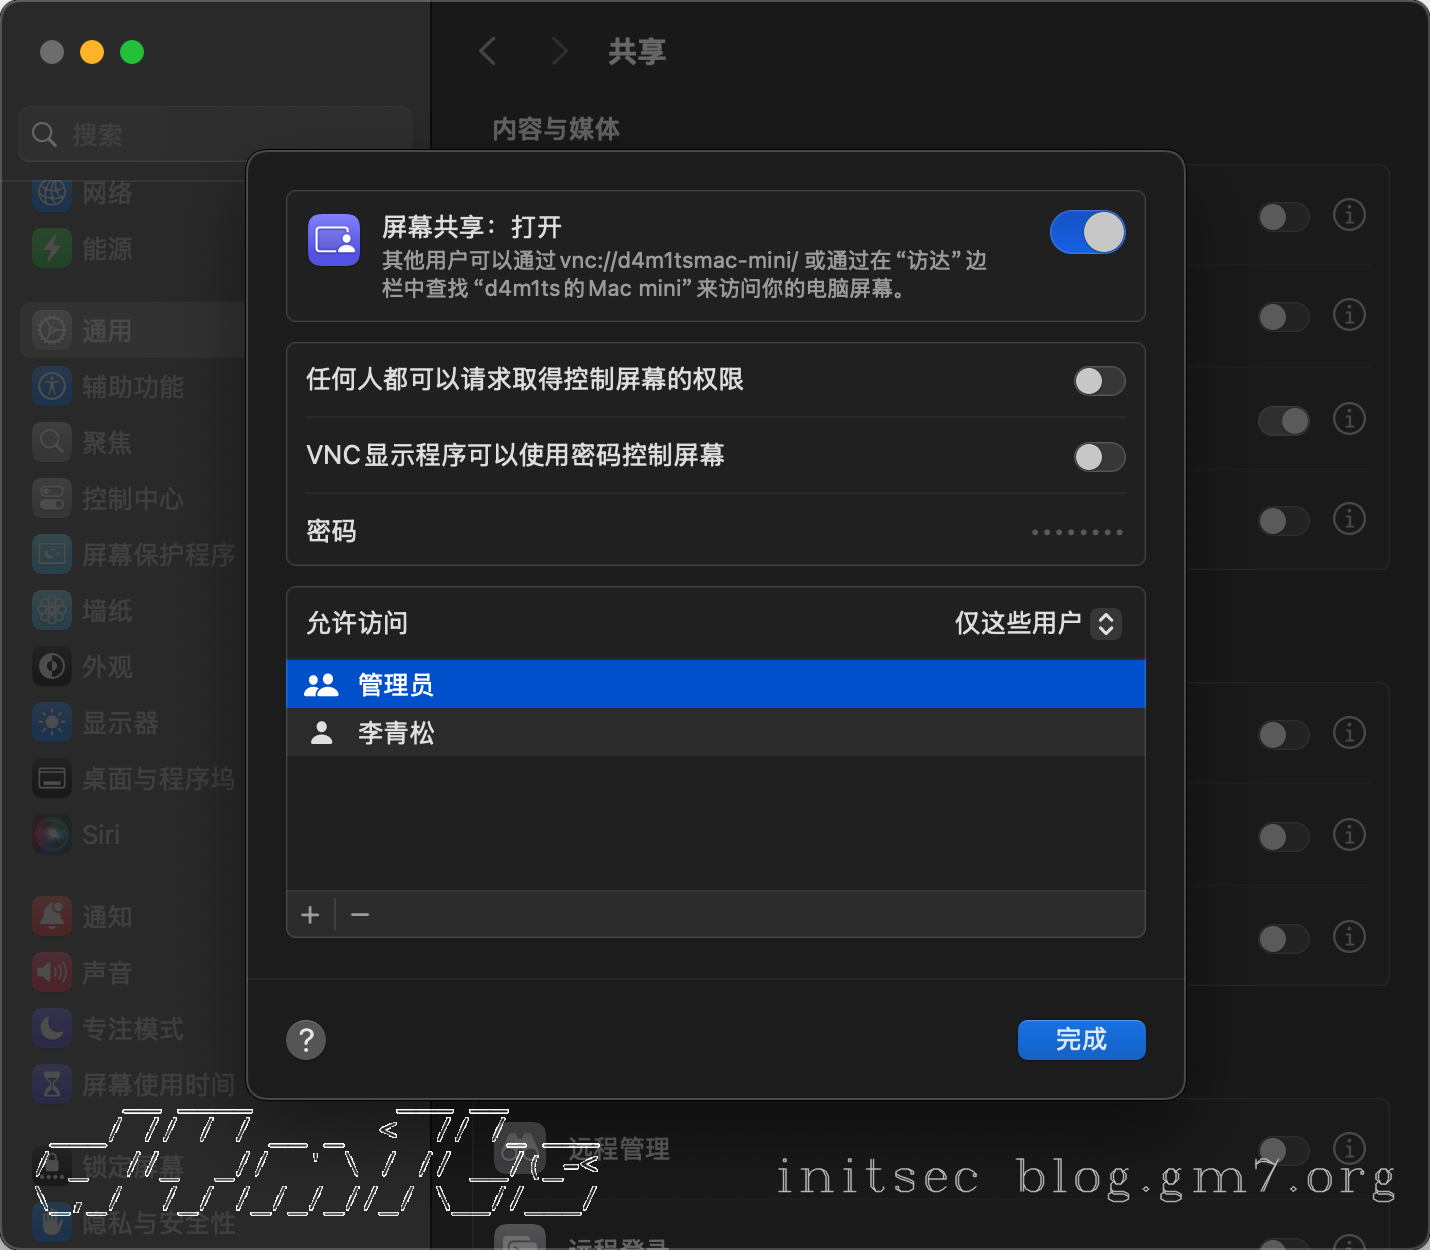 共享
搜索
内容与媒体
网络
能源
通用
辅助功能
聚焦
控制中心
屏幕保护程序
墙纸
外观
显示器
桌面与程序坞
Siri
通知
声音
专注模式
屏幕使用时间
锁定屏幕
隐私与安全性
屏幕共享：打开
其他用户可以通过 vnc://d4m1tsmac-mini/ 或通过在 “访达” 边
栏中查找 “d4m1ts 的 Mac mini” 来访问你的电脑屏幕。
任何人都可以请求取得控制屏幕的权限
VNC 显示程序可以使用密码控制屏幕
密码
允许访问
仅这些用户
管理员
李青松
+
−
?
完成
远程管理
远程登录
d4m1ts
initsec blog.gm7.org